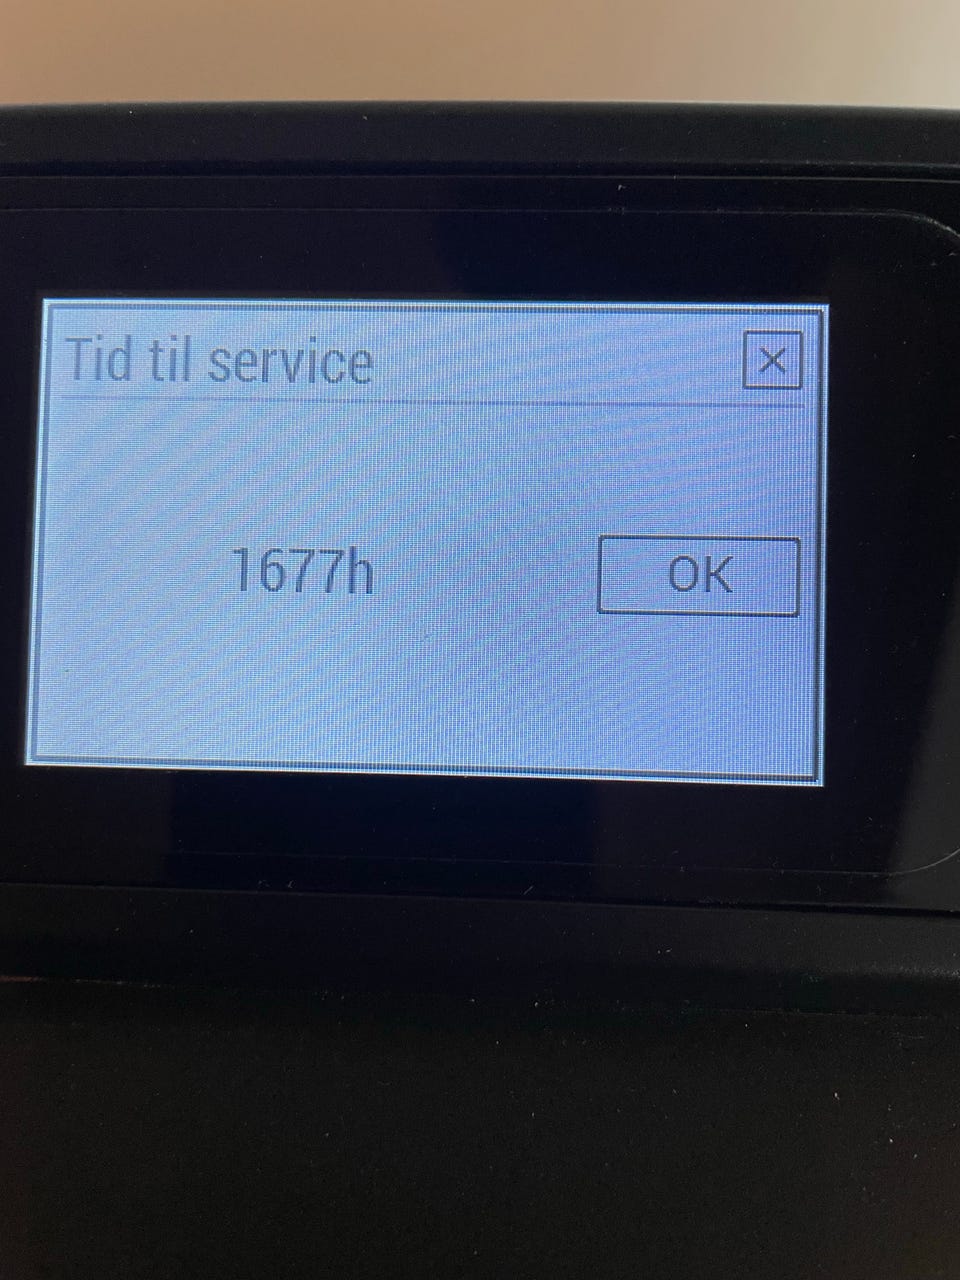 Tid til service
X
1677h
OK